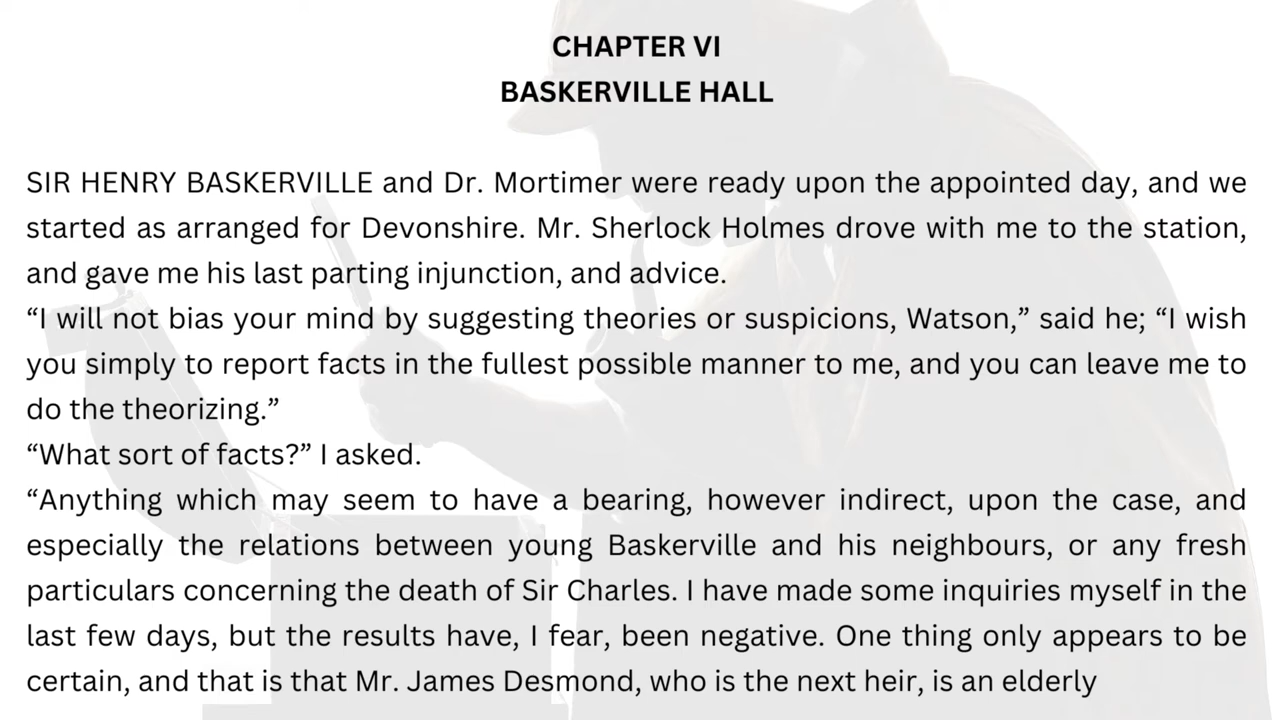 CHAPTER VI
BASKERVILLE HALL
SIR HENRY BASKERVILLE and Dr. Mortimer were ready upon the appointed day, and we
started as arranged for Devonshire. Mr. Sherlock Holmes drove with me to the station,
and gave me his last parting injunction, and advice.
“I will not bias your mind by suggesting theories or suspicions, Watson,” said he; “I wish
you simply to report facts in the fullest possible manner to me, and you can leave me to
do the theorizing.”
“What sort of facts?” I asked.
“Anything which may seem to have a bearing, however indirect, upon the case, and
especially the relations between young Baskerville and his neighbours, or any fresh
particulars concerning the death of Sir Charles. I have made some inquiries myself in the
last few days, but the results have, I fear, been negative. One thing only appears to be
certain, and that is that Mr. James Desmond, who is the next heir, is an elderly